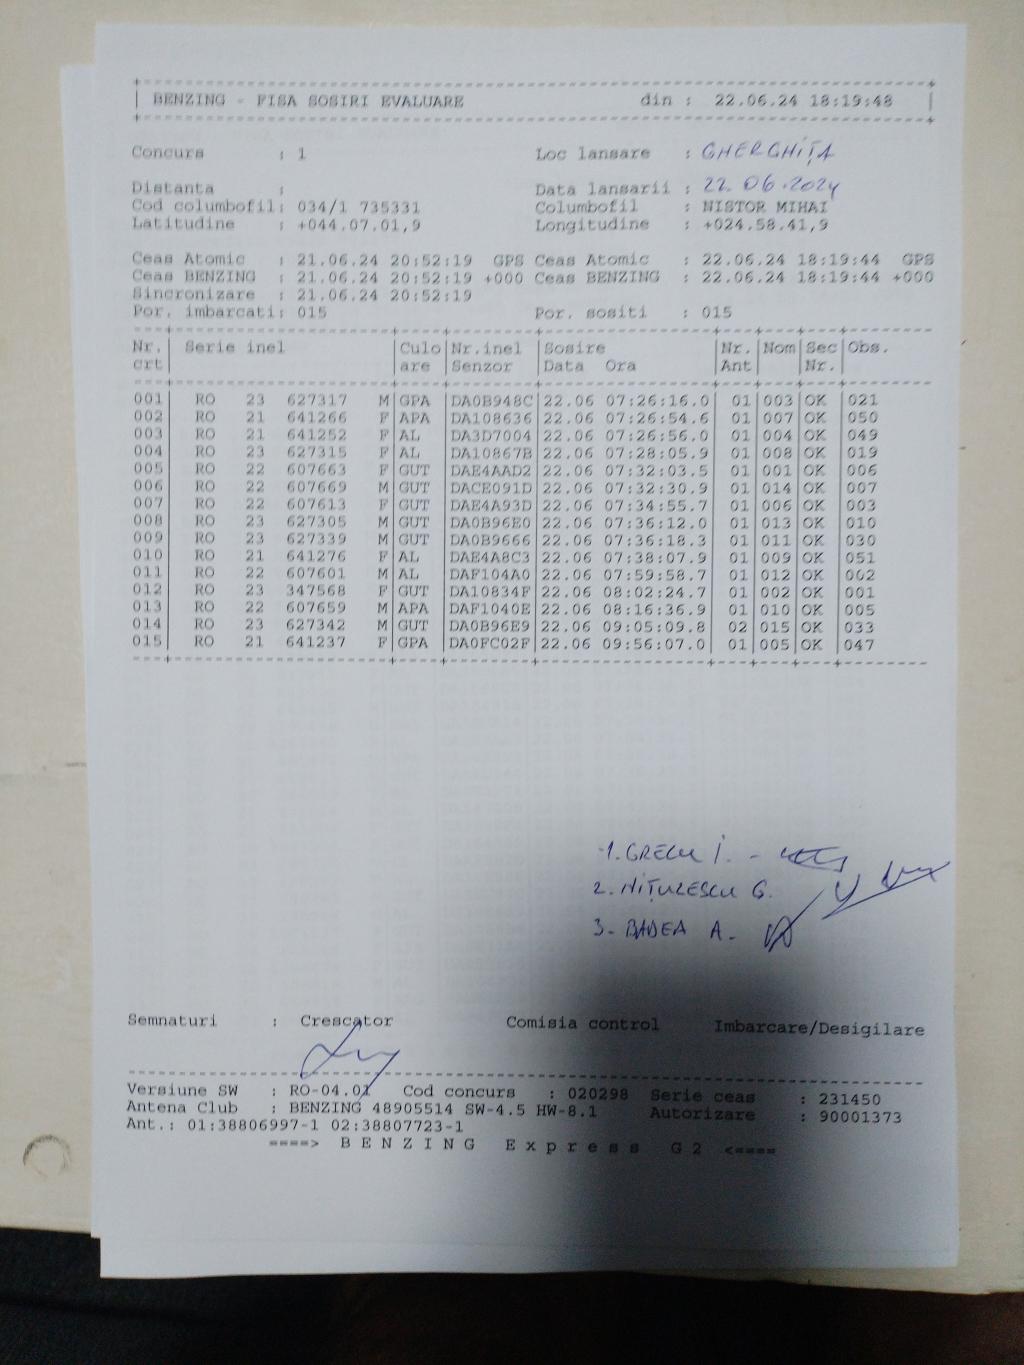 BENZING - FISA SOSIRI EVALUARE din : 22.06.24 18:19:48
Concurs : 1 Loc lansare : GHERGHIȚA
Distanta : Data lansarii : 22.06.2024
Cod columbofil: 034/1 735331 Columbofil : NISTOR MIHAI
Latitudine : +044.07.01,9 Longitudine : +024.58.41,9
Ceas Atomic : 21.06.24 20:52:19 GPS Ceas Atomic : 22.06.24 18:19:44 GPS
Ceas BENZING : 21.06.24 20:52:19 +000 Ceas BENZING : 22.06.24 18:19:44 +000
Sincronizare : 21.06.24 20:52:19
Por. imbarcati: 015 Por. sositi : 015
Nr. Serie inel Culo Nr.inel Sosire Nr. Nom Sec Obs.
crt are Senzor Data Ora Ant Nr.
001 RO 23 627317 M GPA DA0B948C 22.06 07:26:16.0 01 003 OK 021
002 RO 21 641266 F APA DA108636 22.06 07:26:54.6 01 007 OK 050
003 RO 21 641252 F AL DA3D7004 22.06 07:26:56.0 01 004 OK 049
004 RO 23 627315 F AL DA10867B 22.06 07:28:05.9 01 008 OK 019
005 RO 22 607663 F GUT DAE4AAD2 22.06 07:32:03.5 01 001 OK 006
006 RO 22 607669 M GUT DACE091D 22.06 07:32:30.9 01 014 OK 007
007 RO 22 607613 F GUT DAE4A93D 22.06 07:34:55.7 01 006 OK 003
008 RO 23 627305 M GUT DA0B96E0 22.06 07:36:12.0 01 013 OK 010
009 RO 23 627339 M GUT DA0B9666 22.06 07:36:18.3 01 011 OK 030
010 RO 21 641276 F AL DAE4A8C3 22.06 07:38:07.9 01 009 OK 051
011 RO 22 607601 M AL DAF104A0 22.06 07:59:58.7 01 012 OK 002
012 RO 23 347568 F GUT DA10834F 22.06 08:02:24.7 01 002 OK 001
013 RO 22 607659 M APA DAF1040E 22.06 08:16:36.9 01 010 OK 005
014 RO 23 627342 M GUT DA0B96E9 22.06 09:05:09.8 02 015 OK 033
015 RO 21 641237 F GPA DA0FC02F 22.06 09:56:07.0 01 005 OK 047
1. GRECU I. -
2. NIȚULESCU G.
3. BADEA A. -
Semnaturi : Crescator Comisia control Imbarcare/Desigilare
Versiune SW : RO-04.01 Cod concurs : 020298 Serie ceas : 231450
Antena Club : BENZING 48905514 SW-4.5 HW-8.1 Autorizare : 90001373
Ant.: 01:38806997-1 02:38807723-1
====> B E N Z I N G E x p r e s s G 2 <====